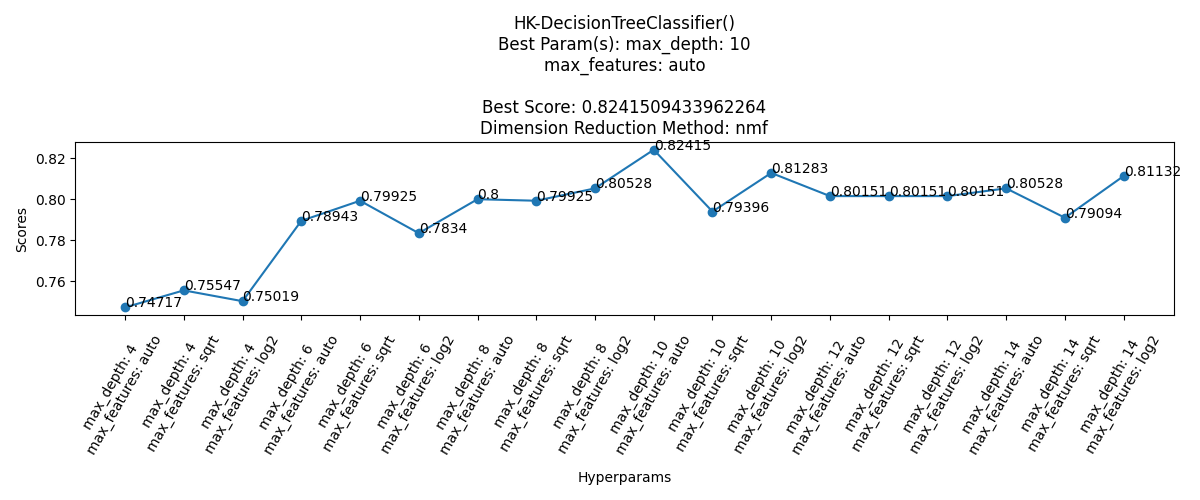 HK-DecisionTreeClassifier()
Best Param(s): max_depth: 10
max_features: auto
Best Score: 0.8241509433962264
Dimension Reduction Method: nmf
Scores
0.82
0.80
0.78
0.76
0.74717
0.75547
0.75019
0.78943
0.79925
0.7834
0.8
0.79925
0.80528
0.82415
0.79396
0.81283
0.80151
0.80151
0.80151
0.80528
0.79094
0.81132
max_depth: 4
max_features: auto
max_depth: 4
max_features: sqrt
max_depth: 4
max_features: log2
max_depth: 6
max_features: auto
max_depth: 6
max_features: sqrt
max_depth: 6
max_features: log2
max_depth: 8
max_features: auto
max_depth: 8
max_features: sqrt
max_depth: 8
max_features: log2
max_depth: 10
max_features: auto
max_depth: 10
max_features: sqrt
max_depth: 10
max_features: log2
max_depth: 12
max_features: auto
max_depth: 12
max_features: sqrt
max_depth: 12
max_features: log2
max_depth: 14
max_features: auto
max_depth: 14
max_features: sqrt
max_depth: 14
max_features: log2
Hyperparams